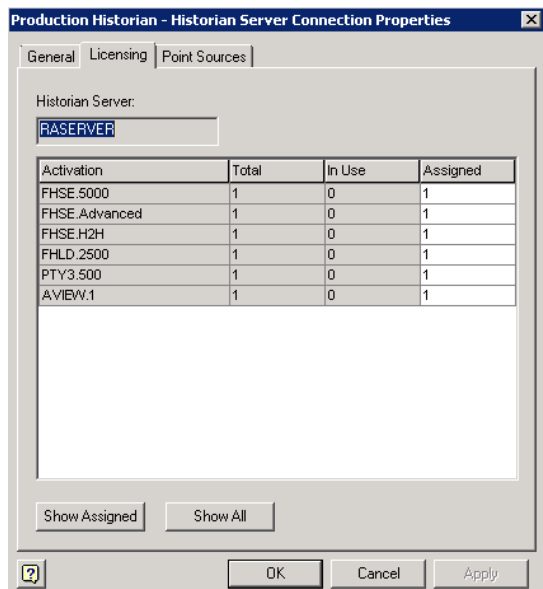 Production Historian - Historian Server Connection Properties
General Licensing Point Sources
Historian Server:
RASERVER
Activation Total In Use Assigned
FHSE.5000 1 0 1
FHSE.Advanced 1 0 1
FHSE.H2H 1 0 1
FHLD.2500 1 0 1
PTY3.500 1 0 1
AVIEW.1 1 0 1
Show Assigned Show All
OK Cancel Apply